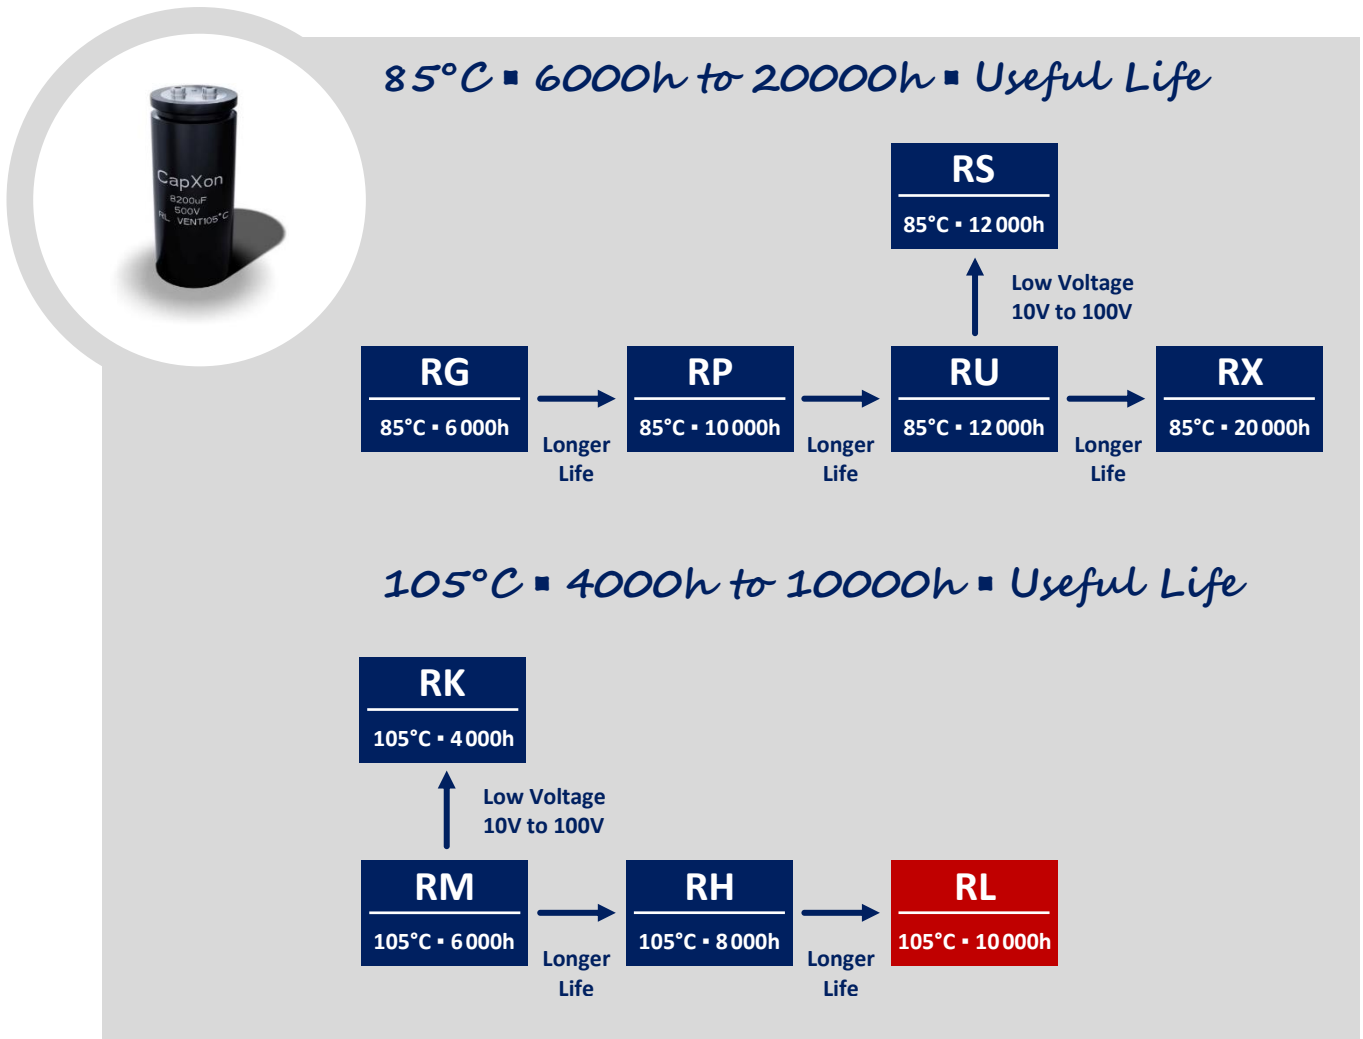 85°C ▪ 6000h to 20000h ▪ Useful Life
CapXon
8200uF
500V
RL VENT105°C
RS
85°C ▪ 12 000h
Low Voltage
10V to 100V
RG
85°C ▪ 6 000h
Longer
Life
RP
85°C ▪ 10 000h
Longer
Life
RU
85°C ▪ 12 000h
Longer
Life
RX
85°C ▪ 20 000h
105°C ▪ 4000h to 10000h ▪ Useful Life
RK
105°C ▪ 4 000h
Low Voltage
10V to 100V
RM
105°C ▪ 6 000h
Longer
Life
RH
105°C ▪ 8 000h
Longer
Life
RL
105°C ▪ 10 000h